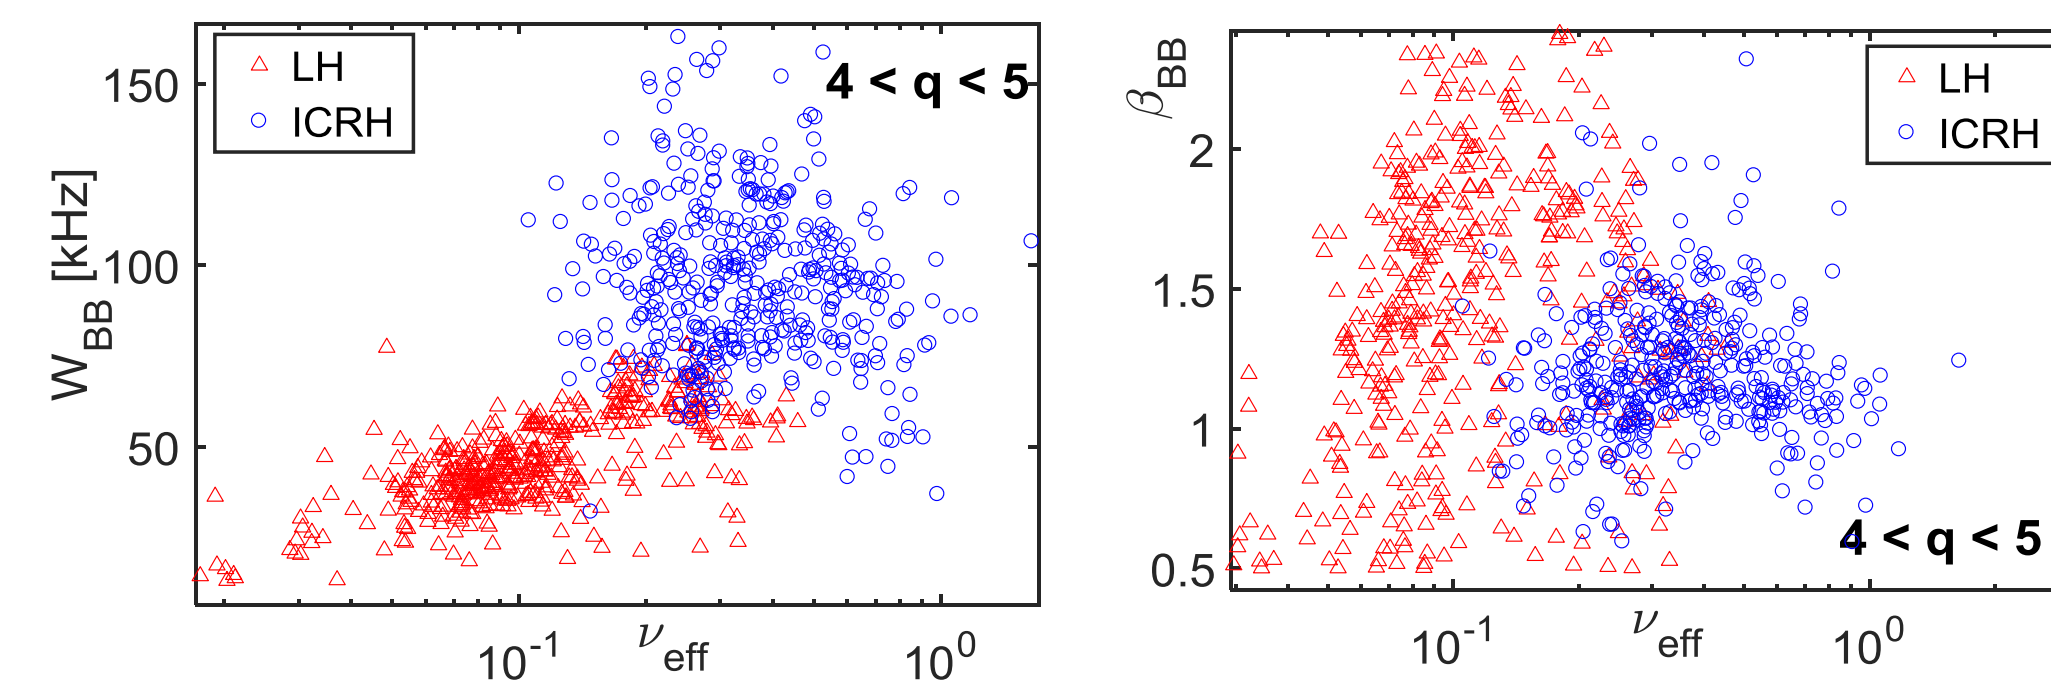 LH
ICRH
4 < q < 5
150
100
50
W_BB [kHz]
10^-1
10^0
ν_eff
LH
ICRH
4 < q < 5
2
1.5
1
0.5
β_BB
10^-1
10^0
ν_eff